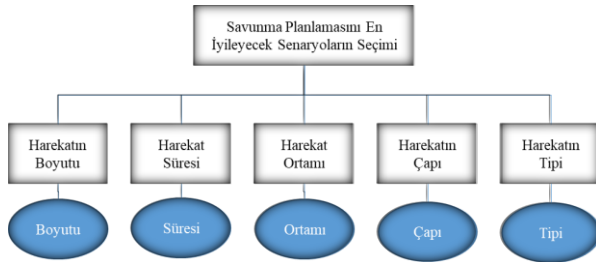 Savunma Planlamasını En
İyileyecek Senaryoların Seçimi
Harekatın
Boyutu
Harekat
Süresi
Harekat
Ortamı
Harekatın
Çapı
Harekatın
Tipi
Boyutu
Süresi
Ortamı
Çapı
Tipi